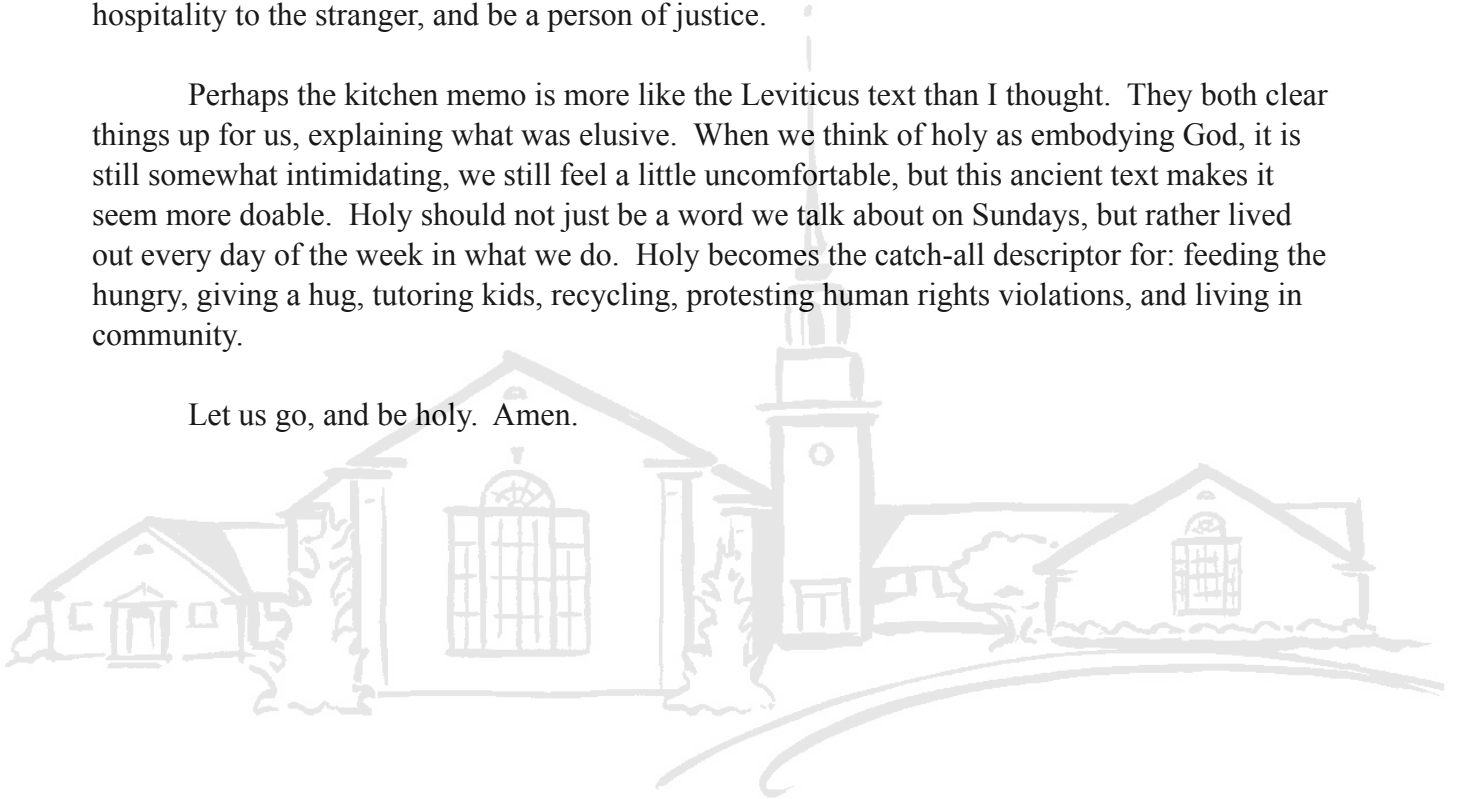 hospitality to the stranger, and be a person of justice.
Perhaps the kitchen memo is more like the Leviticus text than I thought.  They both clear
things up for us, explaining what was elusive.  When we think of holy as embodying God, it is
still somewhat intimidating, we still feel a little uncomfortable, but this ancient text makes it
seem more doable.  Holy should not just be a word we talk about on Sundays, but rather lived
out every day of the week in what we do.  Holy becomes the catch-all descriptor for: feeding the
hungry, giving a hug, tutoring kids, recycling, protesting human rights violations, and living in
community.
Let us go, and be holy.  Amen.